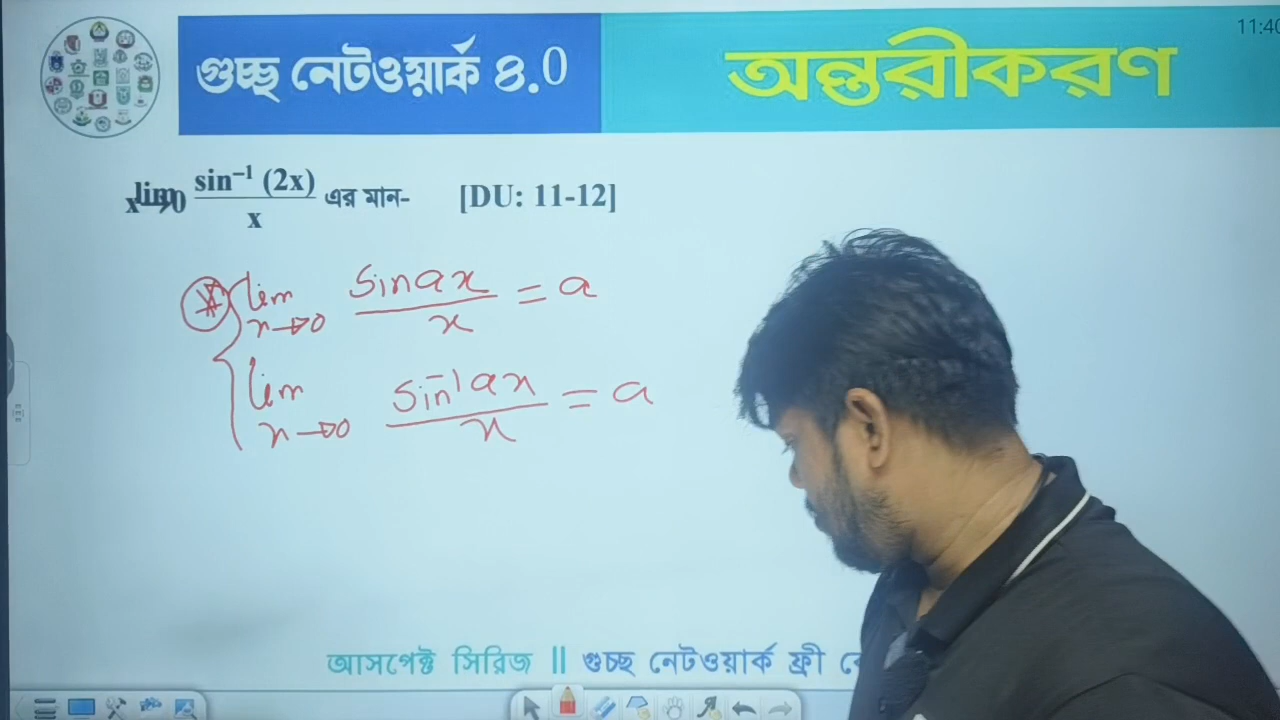 11:40
গুচ্ছ নেটওয়ার্ক ৪.0
অন্তরীকরণ
lim x→0 sin⁻¹ (2x) / x এর মান- [DU: 11-12]
lim x→0 sin ax / x = a
lim x→0 sin⁻¹ ax / x = a
আসপেক্ট সিরিজ || গুচ্ছ নেটওয়ার্ক ফ্রী